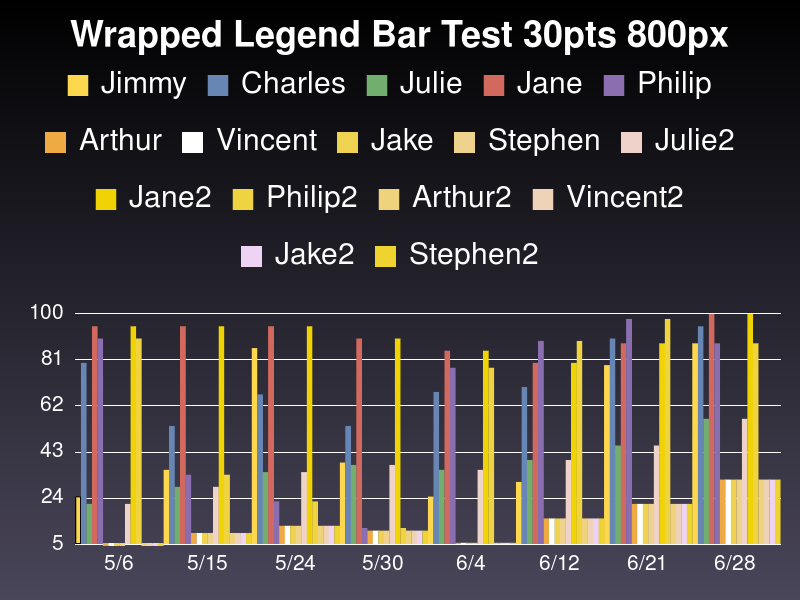 Wrapped Legend Bar Test 30pts 800px
Jimmy Charles Julie Jane Philip
Arthur Vincent Jake Stephen Julie2
Jane2 Philip2 Arthur2 Vincent2
Jake2 Stephen2
100
81
62
43
24
5
5/6 5/15 5/24 5/30 6/4 6/12 6/21 6/28